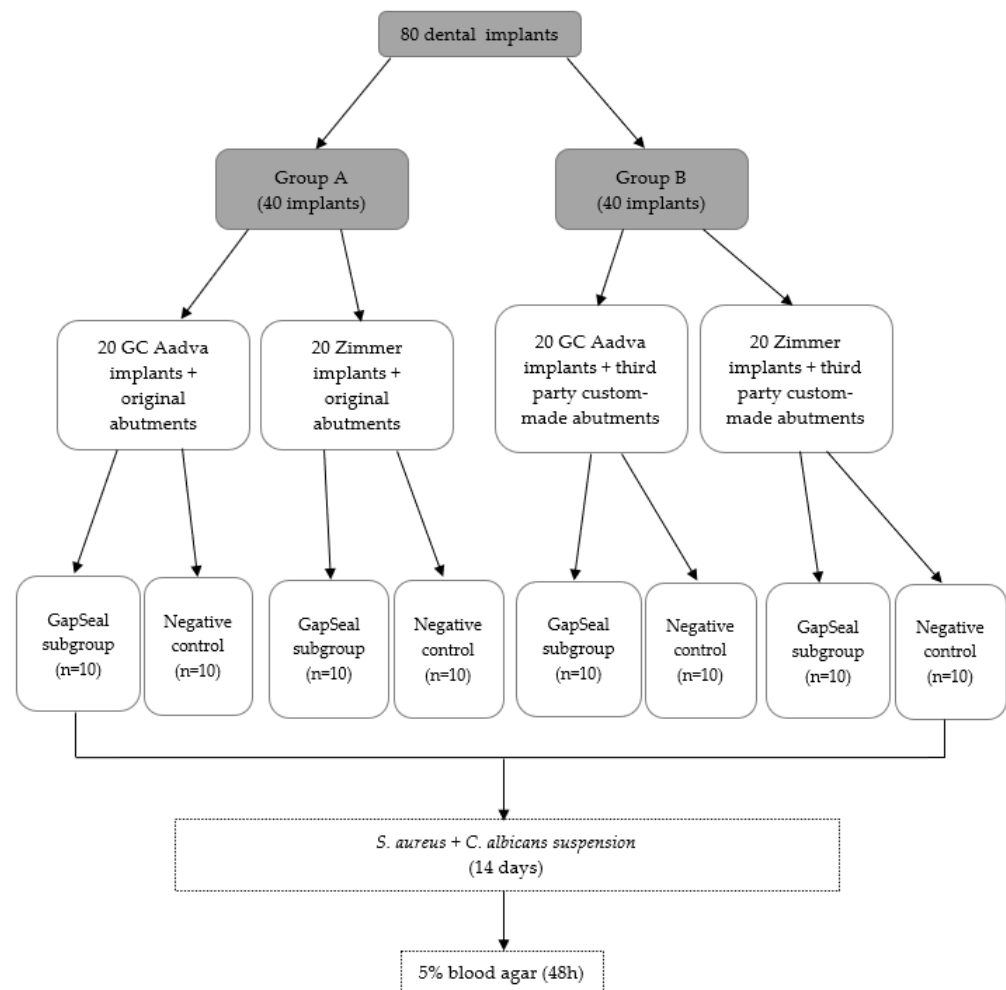 80 dental implants
Group A
(40 implants)
Group B
(40 implants)
20 GC Aadva
implants +
original
abutments
20 Zimmer
implants +
original
abutments
20 GC Aadva
implants + third
party custom-
made abutments
20 Zimmer
implants + third
party custom-
made abutments
GapSeal
subgroup
(n=10)
Negative
control
(n=10)
GapSeal
subgroup
(n=10)
Negative
control
(n=10)
GapSeal
subgroup
(n=10)
Negative
control
(n=10)
GapSeal
subgroup
(n=10)
Negative
control
(n=10)
S. aureus + C. albicans suspension
(14 days)
5% blood agar (48h)